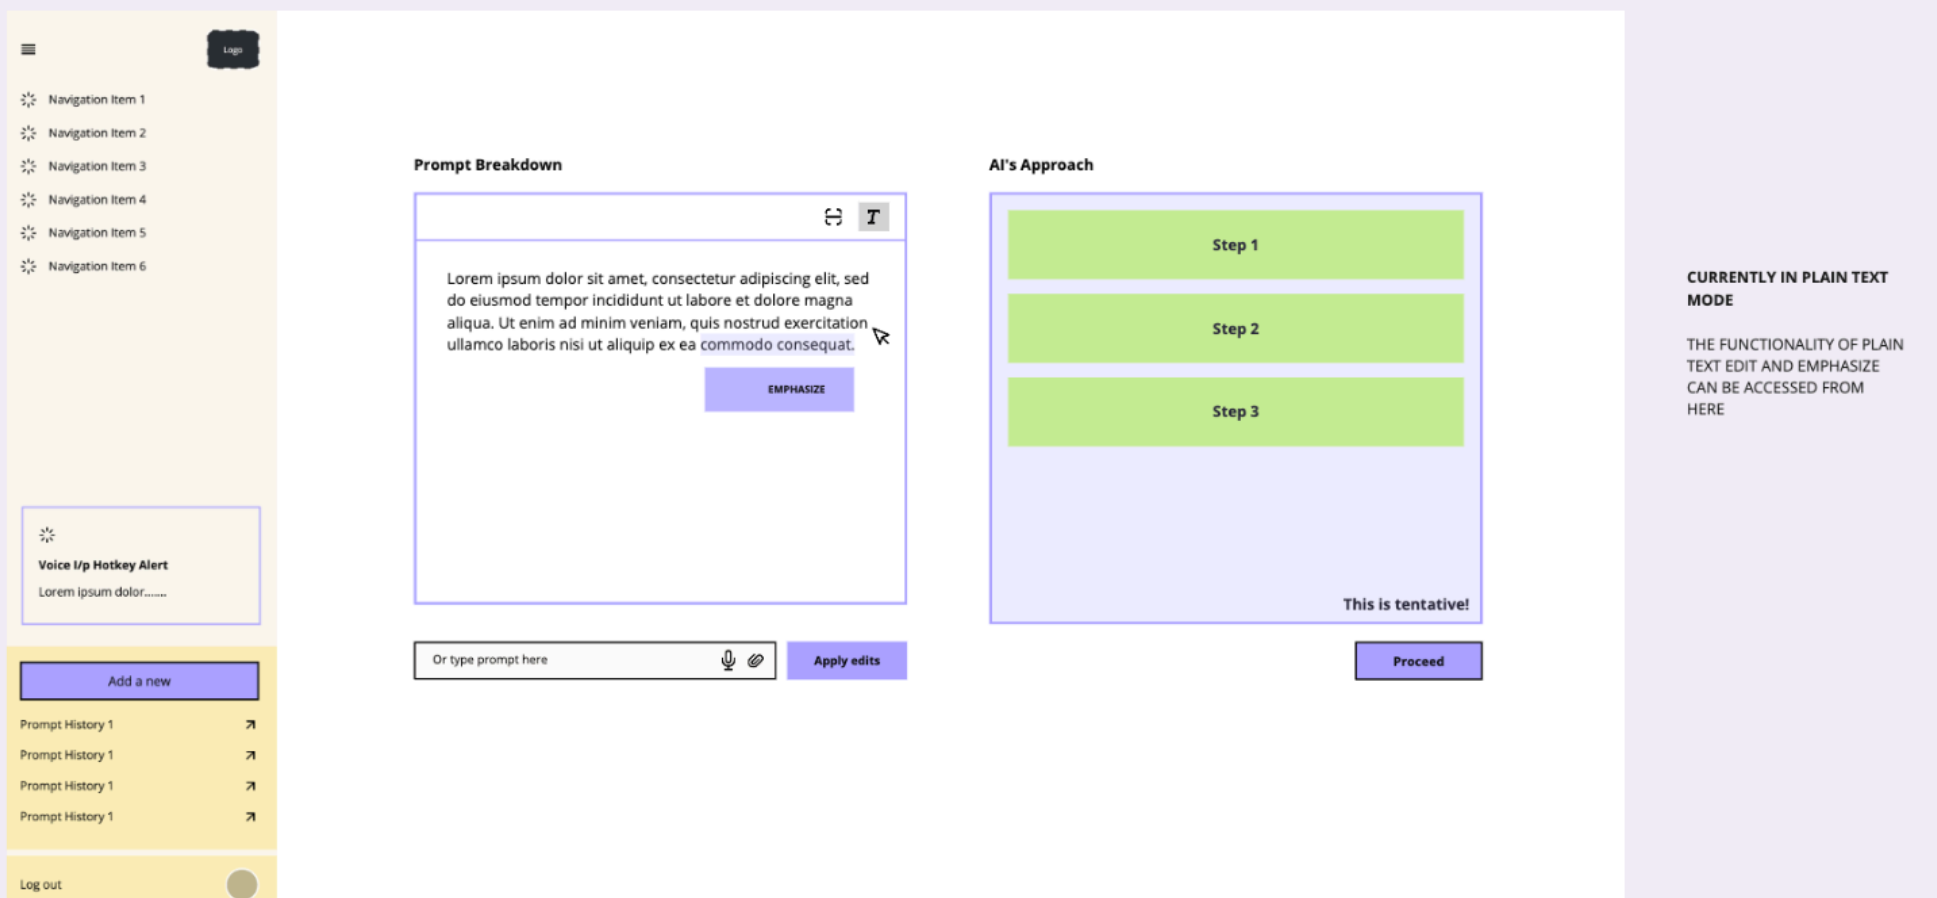 Logo
Navigation Item 1
Navigation Item 2
Navigation Item 3
Navigation Item 4
Navigation Item 5
Navigation Item 6
Voice I/p Hotkey Alert
Lorem ipsum dolor.......
Add a new
Prompt History 1
Prompt History 1
Prompt History 1
Prompt History 1
Log out
Prompt Breakdown
T
Lorem ipsum dolor sit amet, consectetur adipiscing elit, sed
do eiusmod tempor incididunt ut labore et dolore magna
aliqua. Ut enim ad minim veniam, quis nostrud exercitation
ullamco laboris nisi ut aliquip ex ea commodo consequat.
EMPHASIZE
Or type prompt here
Apply edits
AI's Approach
Step 1
Step 2
Step 3
This is tentative!
Proceed
CURRENTLY IN PLAIN TEXT
MODE
THE FUNCTIONALITY OF PLAIN
TEXT EDIT AND EMPHASIZE
CAN BE ACCESSED FROM
HERE